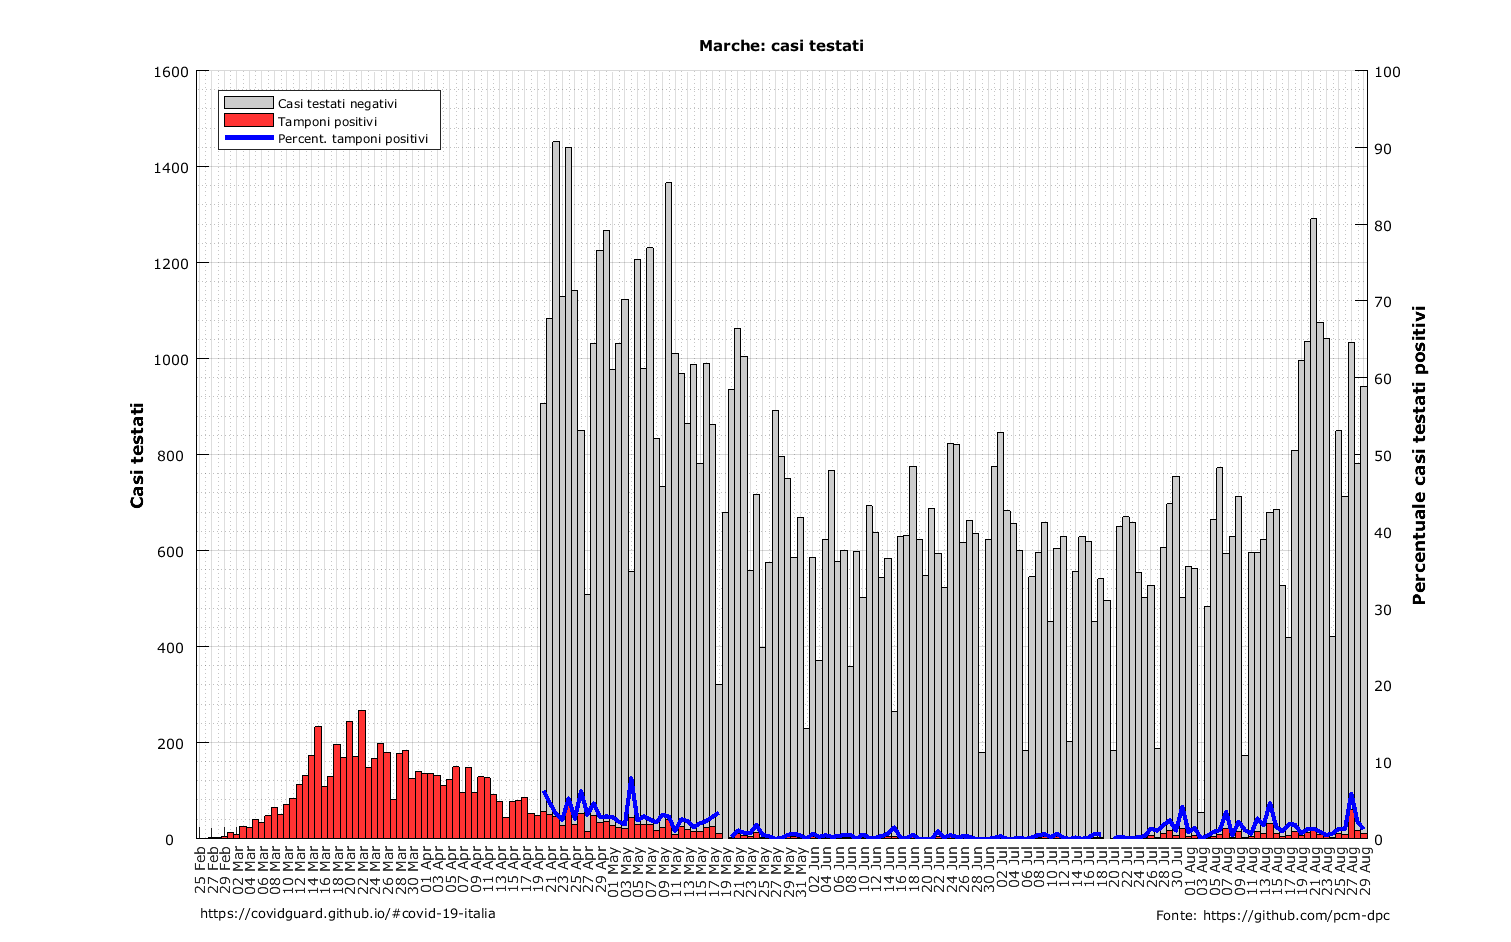 Marche: casi testati
Casi testati negativi
Tamponi positivi
Percent. tamponi positivi
Casi testati
1600
1400
1200
1000
800
600
400
200
0
100
90
80
70
60
50
40
30
20
10
0
Percentuale casi testati positivi
25 Feb
27 Feb
29 Feb
02 Mar
04 Mar
06 Mar
08 Mar
10 Mar
12 Mar
14 Mar
16 Mar
18 Mar
20 Mar
22 Mar
24 Mar
26 Mar
28 Mar
30 Mar
01 Apr
03 Apr
05 Apr
07 Apr
09 Apr
11 Apr
13 Apr
15 Apr
17 Apr
19 Apr
21 Apr
23 Apr
25 Apr
27 Apr
29 Apr
01 May
03 May
05 May
07 May
09 May
11 May
13 May
15 May
17 May
19 May
21 May
23 May
25 May
27 May
29 May
31 May
02 Jun
04 Jun
06 Jun
08 Jun
10 Jun
12 Jun
14 Jun
16 Jun
18 Jun
20 Jun
22 Jun
24 Jun
26 Jun
28 Jun
30 Jun
02 Jul
04 Jul
06 Jul
08 Jul
10 Jul
12 Jul
14 Jul
16 Jul
18 Jul
20 Jul
22 Jul
24 Jul
26 Jul
28 Jul
30 Jul
01 Aug
03 Aug
05 Aug
07 Aug
09 Aug
11 Aug
13 Aug
15 Aug
17 Aug
19 Aug
21 Aug
23 Aug
25 Aug
27 Aug
29 Aug
https://covidguard.github.io/#covid-19-italia
Fonte: https://github.com/pcm-dpc